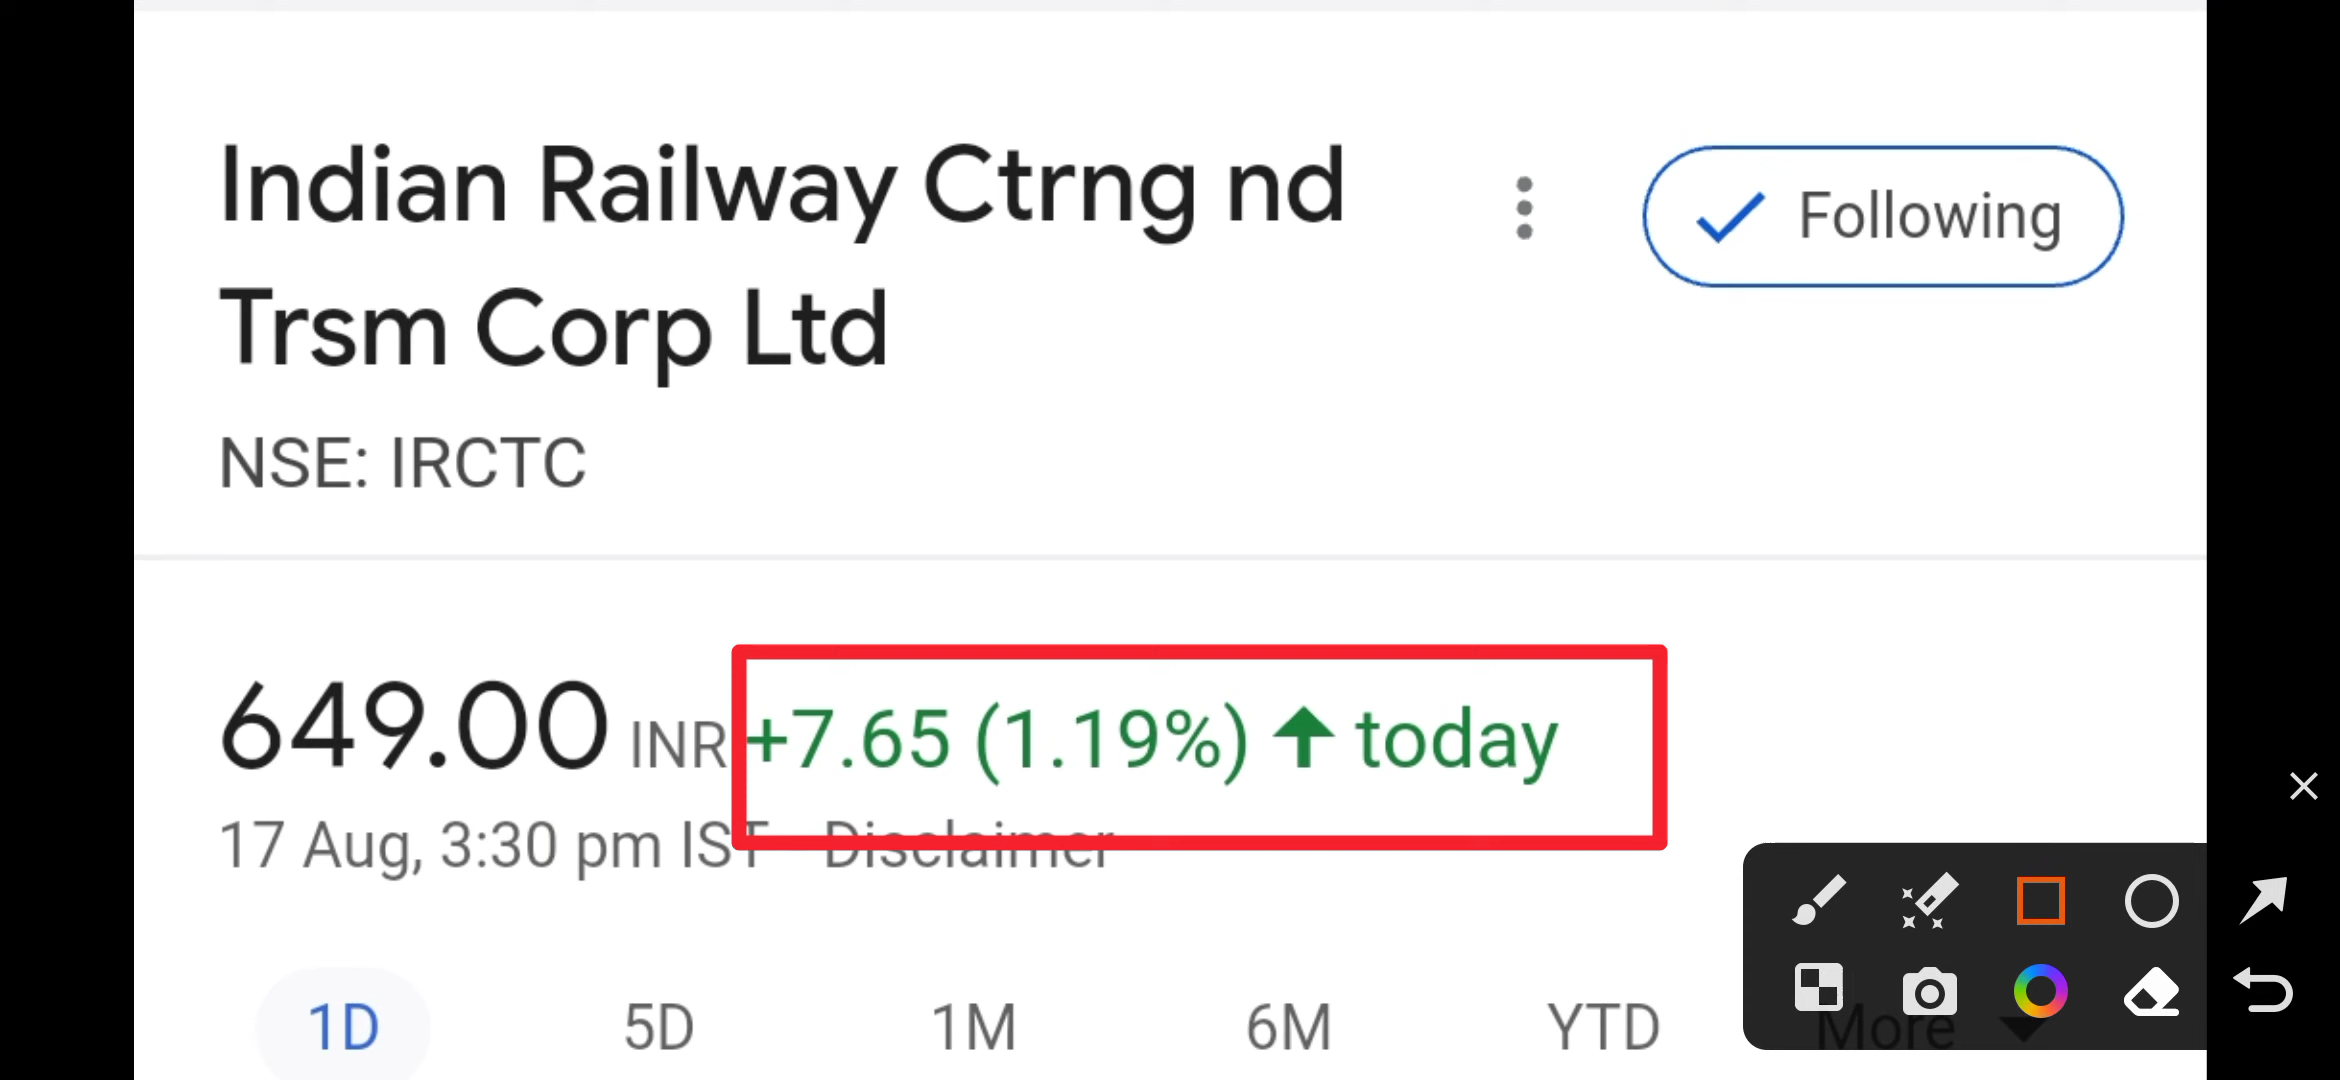 Indian Railway Ctrng nd
Trsm Corp Ltd
Following
NSE: IRCTC
649.00 INR +7.65 (1.19%) today
17 Aug, 3:30 pm IST Disclaimer
1D 5D 1M 6M YTD More